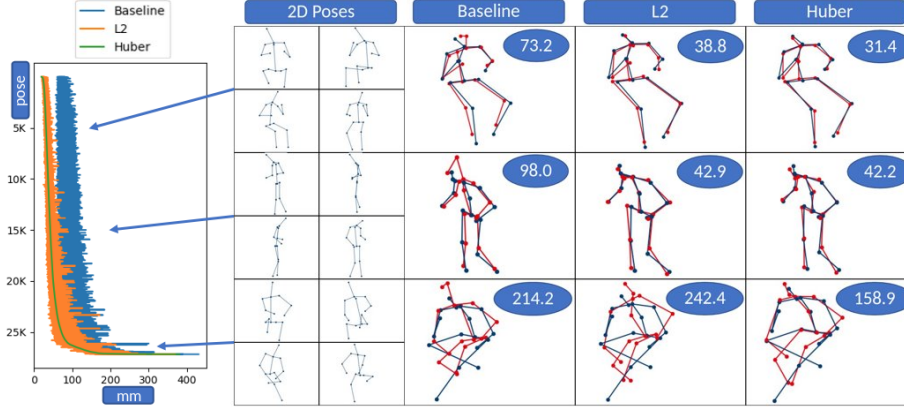 Baseline
L2
Huber
2D Poses
Baseline
L2
Huber
pose
5K
10K
15K
20K
25K
0
100
200
300
400
mm
73.2
38.8
31.4
98.0
42.9
42.2
214.2
242.4
158.9